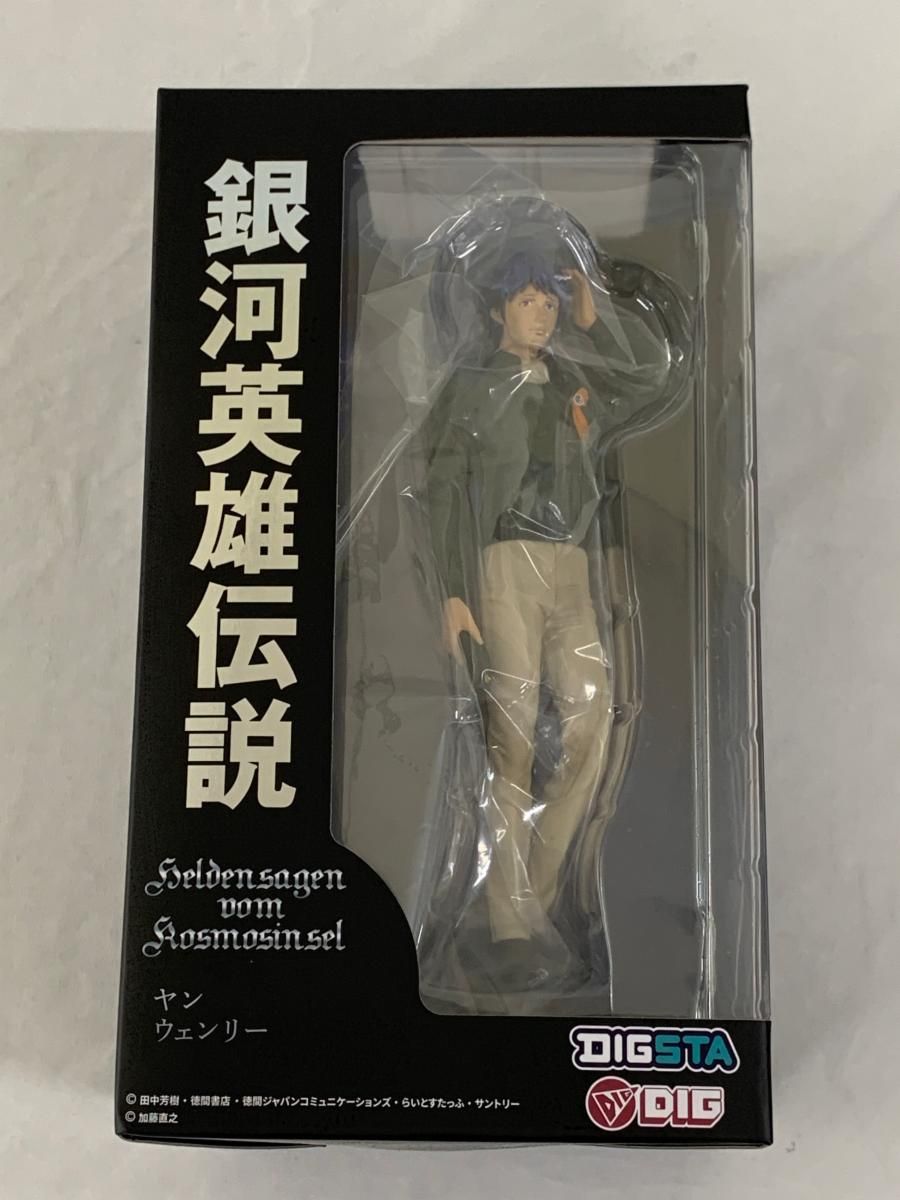 銀河英雄伝説
Heldensagen
vom
Kosmosinsel
ヤン
ウェンリー
DIGSTA
DIG DIG
© 田中芳樹・徳間書店・徳間ジャパンコミュニケーションズ・らいとすたっふ・サントリー
© 加藤直之